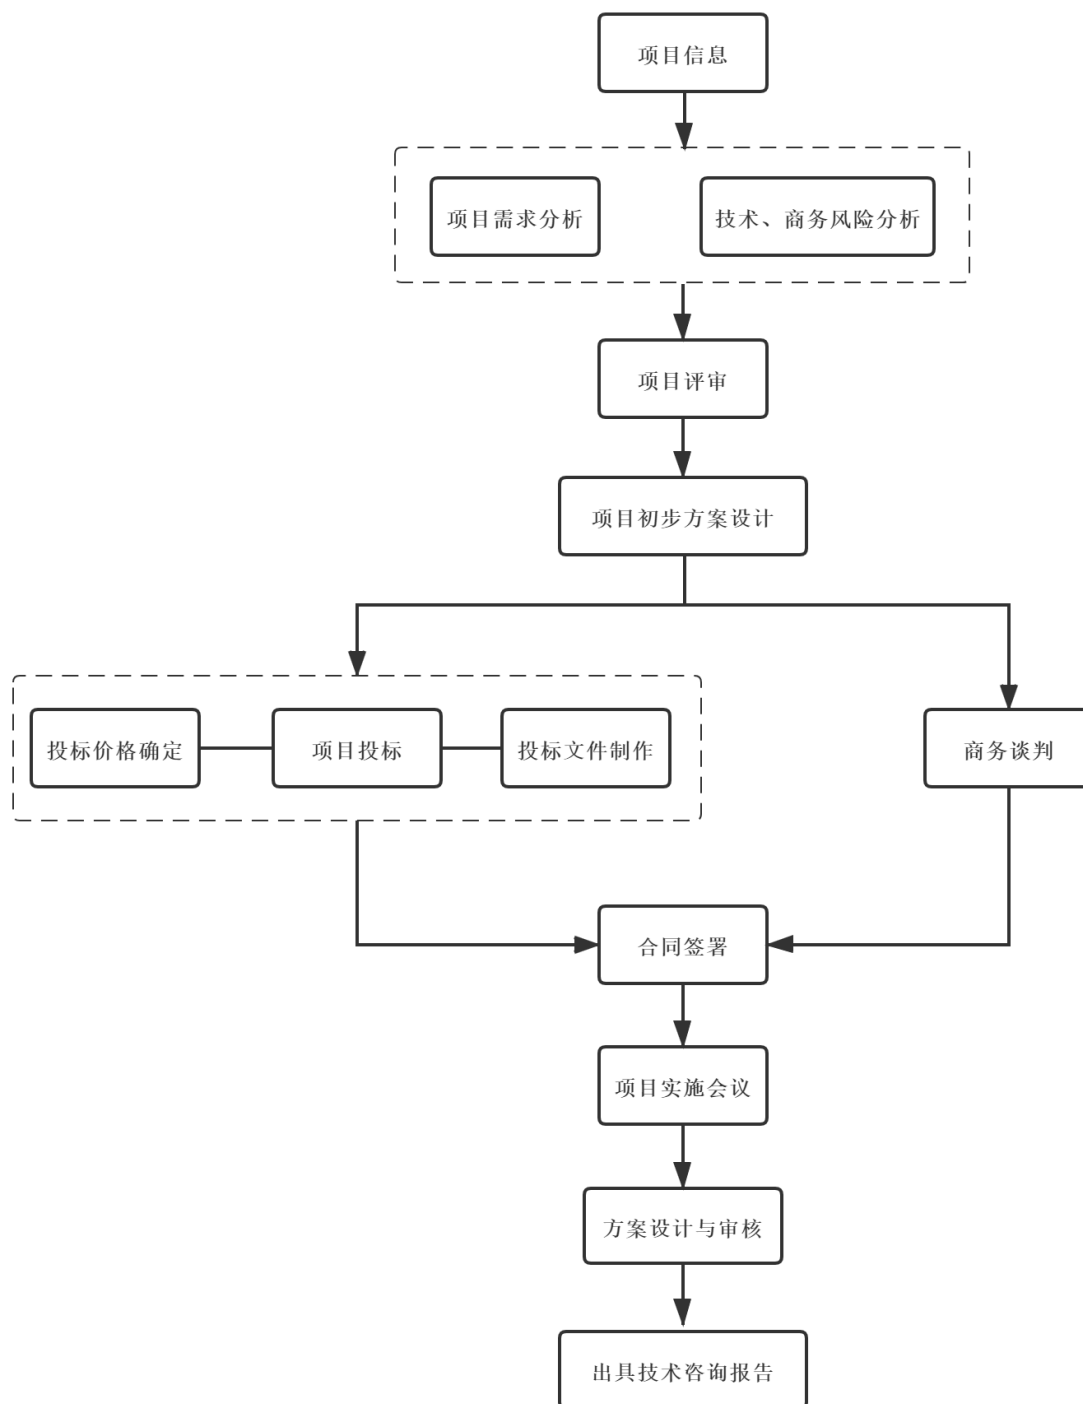 项目信息
项目需求分析
技术、商务风险分析
项目评审
项目初步方案设计
投标价格确定
项目投标
投标文件制作
商务谈判
合同签署
项目实施会议
方案设计与审核
出具技术咨询报告